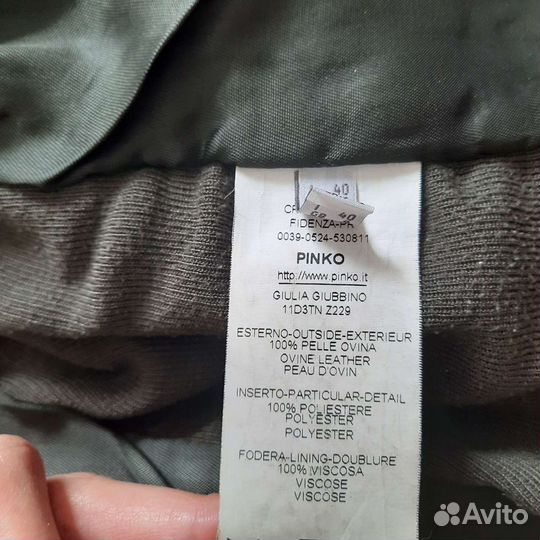 40
I 40
FIDENZA-PR
0039-0524-530811
PINKO
http://www.pinko.it
GIULIA GIUBBINO
11D3TN Z229
ESTERNO-OUTSIDE-EXTERIEUR
100% PELLE OVINA
OVINE LEATHER
PEAU D'OVIN
INSERTO-PARTICULAR-DETAIL
100% POLIESTERE
POLYESTER
POLYESTER
FODERA-LINING-DOUBLURE
100% VISCOSA
VISCOSE
VISCOSE
Avito